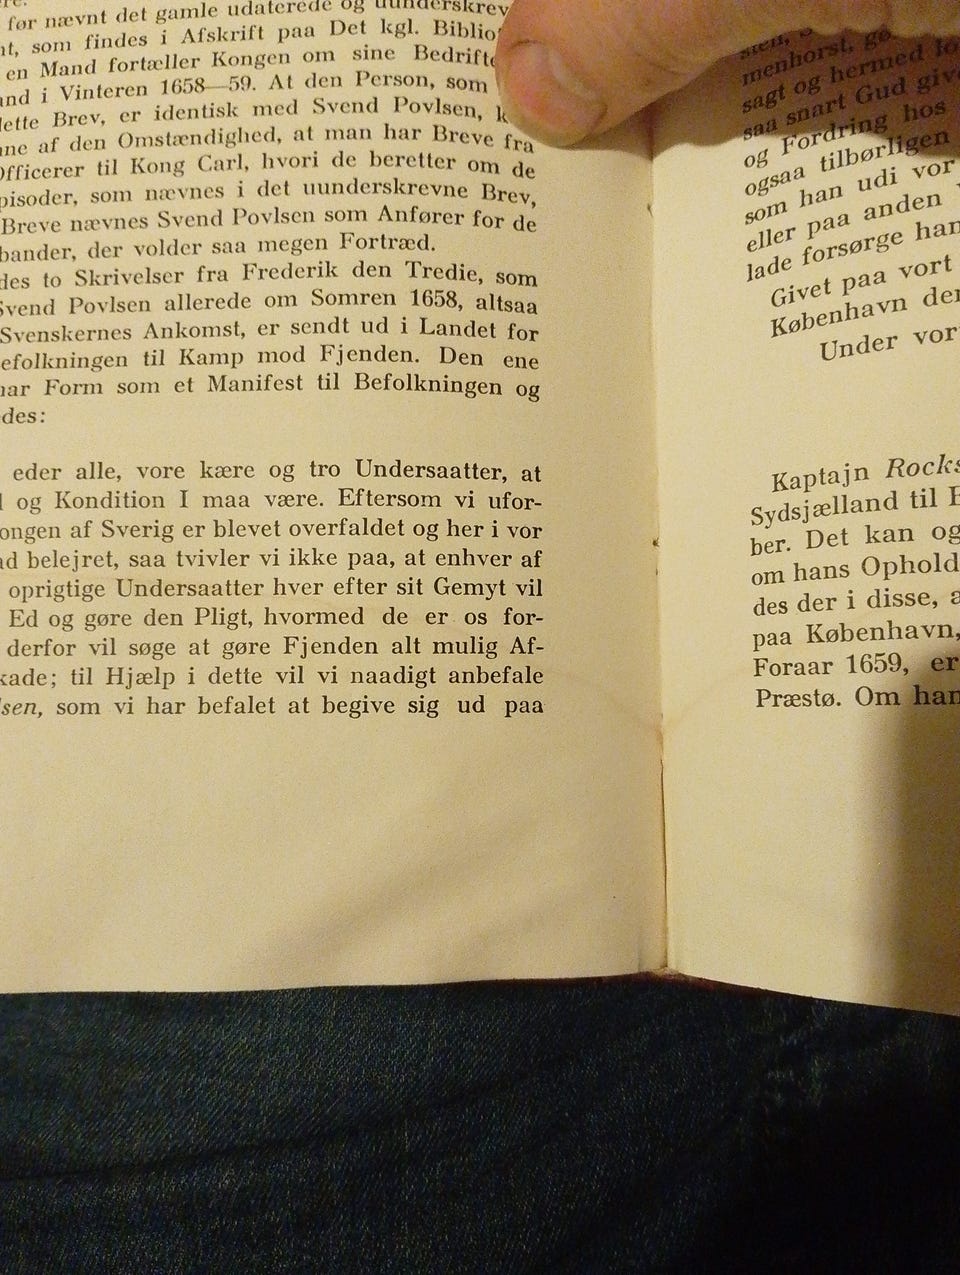 før nævnt det gamle udaterede og uunderskrev
som findes i Afskrift paa Det kgl.
en Mand fortæller Kongen om sine
i Vinteren 1658—59. At den Person, som
Brev, er identisk med Svend Povlsen,
af den Omstændighed, at man har Breve fra
Officerer til Kong Carl, hvori de beretter om de
som nævnes i det uunderskrevne Brev,
Breve nævnes Svend Povlsen som Anfører for de
bander, der volder saa megen Fortræd.
des to Skrivelser fra Frederik den Tredie, som
Svend Povlsen allerede om Somren 1658, altsaa
Svenskernes Ankomst, er sendt ud i Landet for
efolkningen til Kamp mod Fjenden. Den ene
har Form som et Manifest til Befolkningen og
des:
eder alle, vore kære og tro Undersaatter, at
og Kondition I maa være. Eftersom vi ufor-
ongen af Sverig er blevet overfaldet og her i vor
belejret, saa tvivler vi ikke paa, at enhver af
oprigtige Undersaatter hver efter sit Gemyt vil
Ed og gøre den Pligt, hvormed de er os for-
derfor vil søge at gøre Fjenden alt mulig Af-
kade; til Hjælp i dette vil vi naadigt anbefale
lsen, som vi har befalet at begive sig ud paa
menhorst,
sagt og hermed
saa snart Gud give
og Fordring hos
ogsaa tilbørligen
som han udi vor
eller paa anden
lade forsørge han
Givet paa vort
København den
Under vor
Kaptajn Rocks
Sydsjælland til
ber. Det kan og
om hans Ophold
des der i disse,
paa København,
Foraar 1659, er
Præstø. Om han